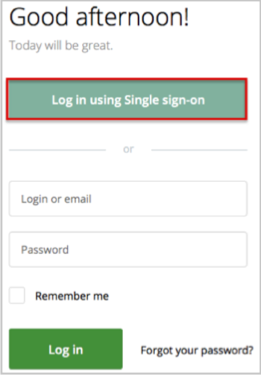 Good afternoon!
Today will be great.
Log in using Single sign-on
or
Login or email
Password
Remember me
Log in
Forgot your password?